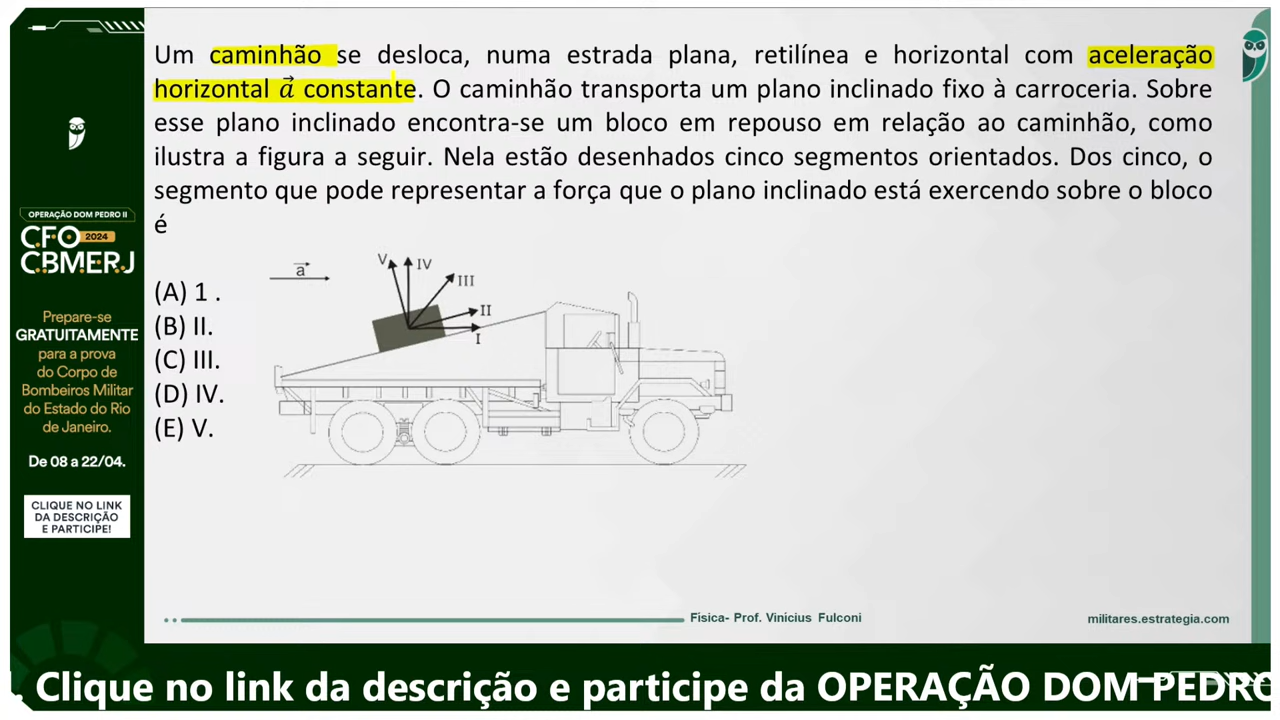 Um caminhão se desloca, numa estrada plana, retilínea e horizontal com aceleração
horizontal a⃗ constante. O caminhão transporta um plano inclinado fixo à carroceria. Sobre
esse plano inclinado encontra-se um bloco em repouso em relação ao caminhão, como
ilustra a figura a seguir. Nela estão desenhados cinco segmentos orientados. Dos cinco, o
segmento que pode representar a força que o plano inclinado está exercendo sobre o bloco
é
(A) 1 .
(B) II.
(C) III.
(D) IV.
(E) V.
a⃗
V
IV
III
II
I
OPERAÇÃO DOM PEDRO II
CFO 2024
CBMERJ
Prepare-se
GRATUITAMENTE
para a prova
do Corpo de
Bombeiros Militar
do Estado do Rio
de Janeiro.
De 08 a 22/04.
CLIQUE NO LINK
DA DESCRIÇÃO
E PARTICIPE!
Física- Prof. Vinícius Fulconi
militares.estrategia.com
Clique no link da descrição e participe da OPERAÇÃO DOM PEDRO